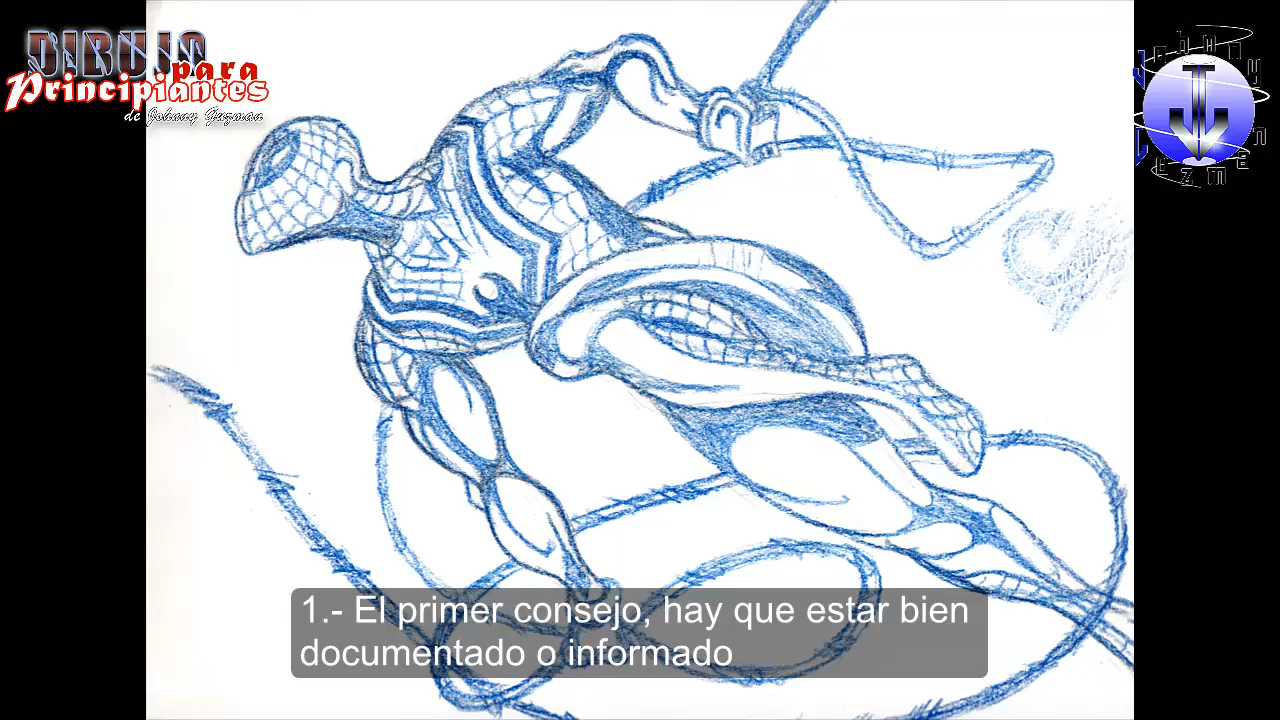 DIBUJO
para
Principiantes
de Johnny Guzman
1.- El primer consejo, hay que estar bien
documentado o informado